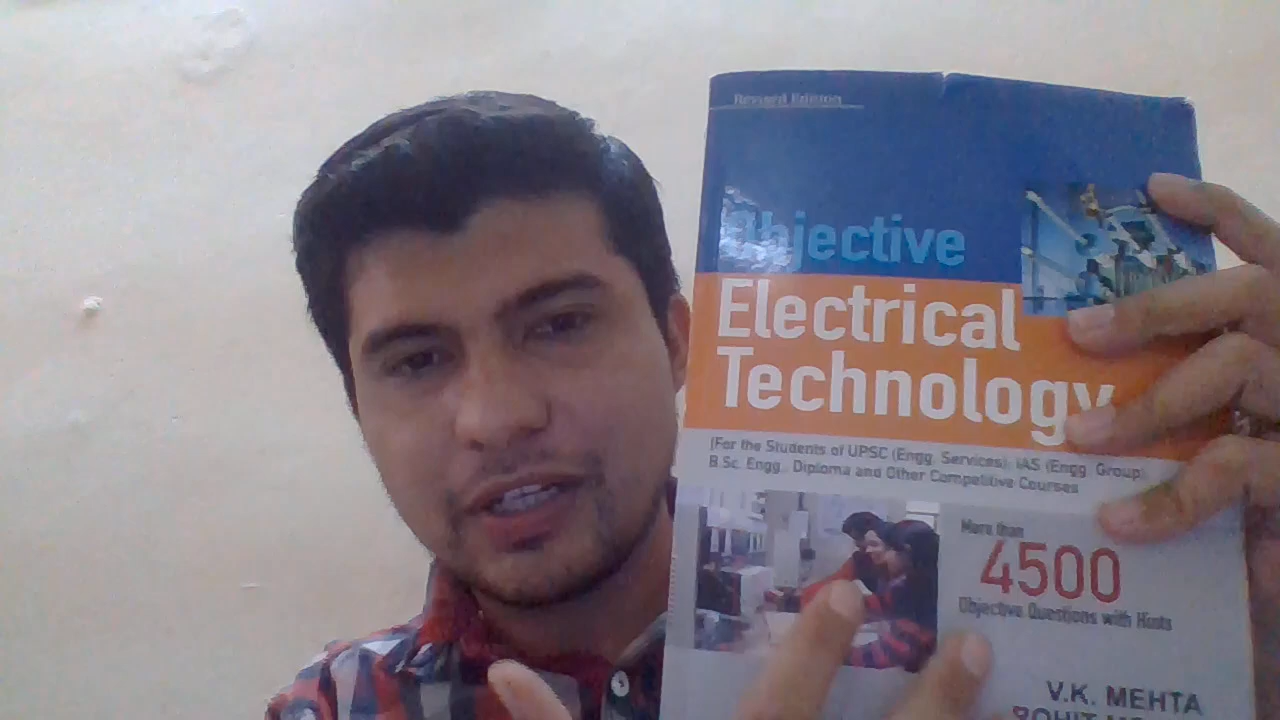 Revised Edition
Objective
Electrical
Technology
(For the Students of UPSC (Engg. Services); IAS (Engg. Group);
B.Sc. Engg., Diploma and Other Competitive Courses
More than
4500
Objective Questions with Hints
V.K. MEHTA
ROHIT